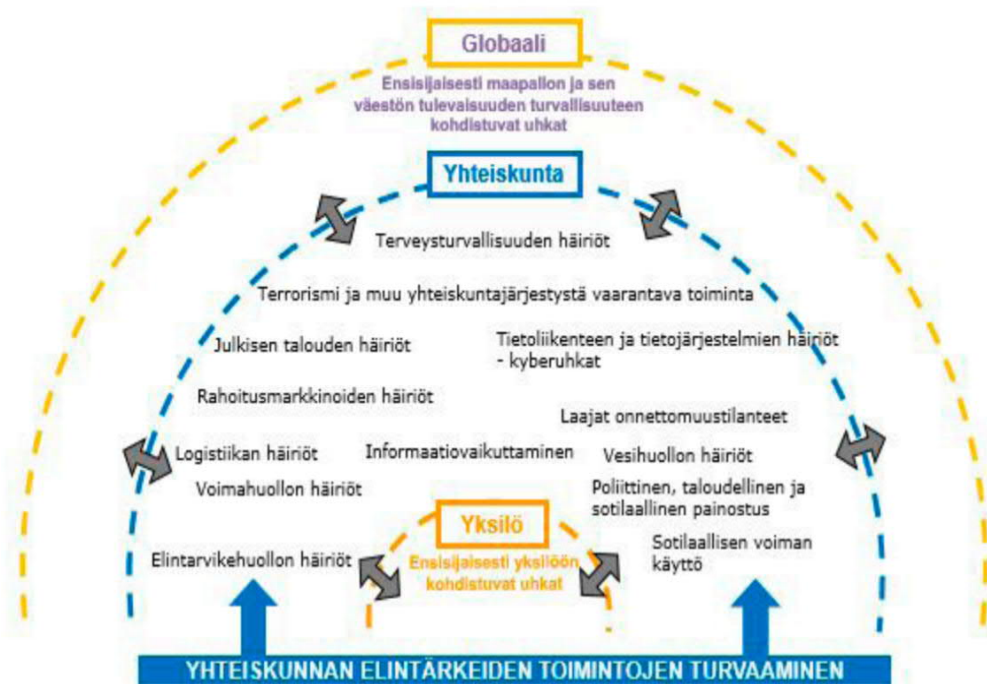 Globaali
Ensisijaisesti maapallon ja sen
väestön tulevaisuuden turvallisuuteen
kohdistuvat uhkat
Yhteiskunta
Terveysturvallisuuden häiriöt
Terrorismi ja muu yhteiskuntajärjestystä vaarantava toiminta
Julkisen talouden häiriöt
Tietoliikenteen ja tietojärjestelmien häiriöt
- kyberuhkat
Rahoitusmarkkinoiden häiriöt
Laajat onnettomuustilanteet
Logistiikan häiriöt
Informaatiovaikuttaminen
Vesihuollon häiriöt
Voimahuollon häiriöt
Poliittinen, taloudellinen ja
sotilaallinen painostus
Yksilö
Ensisijaisesti yksilöön
kohdistuvat uhkat
Elintarvikehuollon häiriöt
Sotilaallisen voiman
käyttö
YHTEISKUNNAN ELINTÄRKEIDEN TOIMINTOJEN TURVAAMINEN